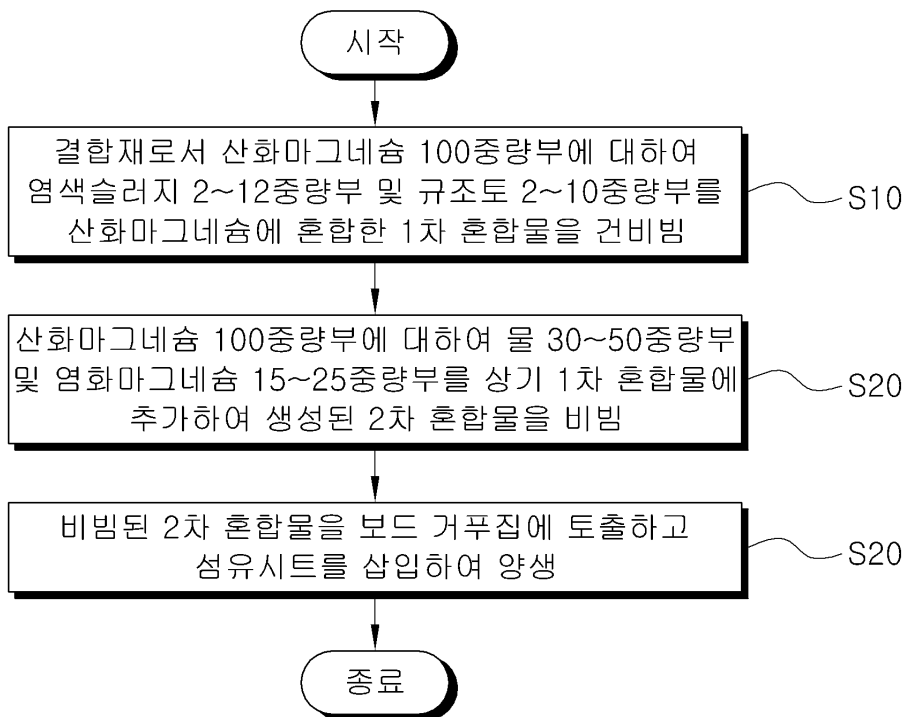 시작
결합재로서 산화마그네슘 100중량부에 대하여
염색슬러지 2~12중량부 및 규조토 2~10중량부를
산화마그네슘에 혼합한 1차 혼합물을 건비빔
S10
산화마그네슘 100중량부에 대하여 물 30~50중량부
및 염화마그네슘 15~25중량부를 상기 1차 혼합물에
추가하여 생성된 2차 혼합물을 비빔
S20
비빔된 2차 혼합물을 보드 거푸집에 토출하고
섬유시트를 삽입하여 양생
S20
종료